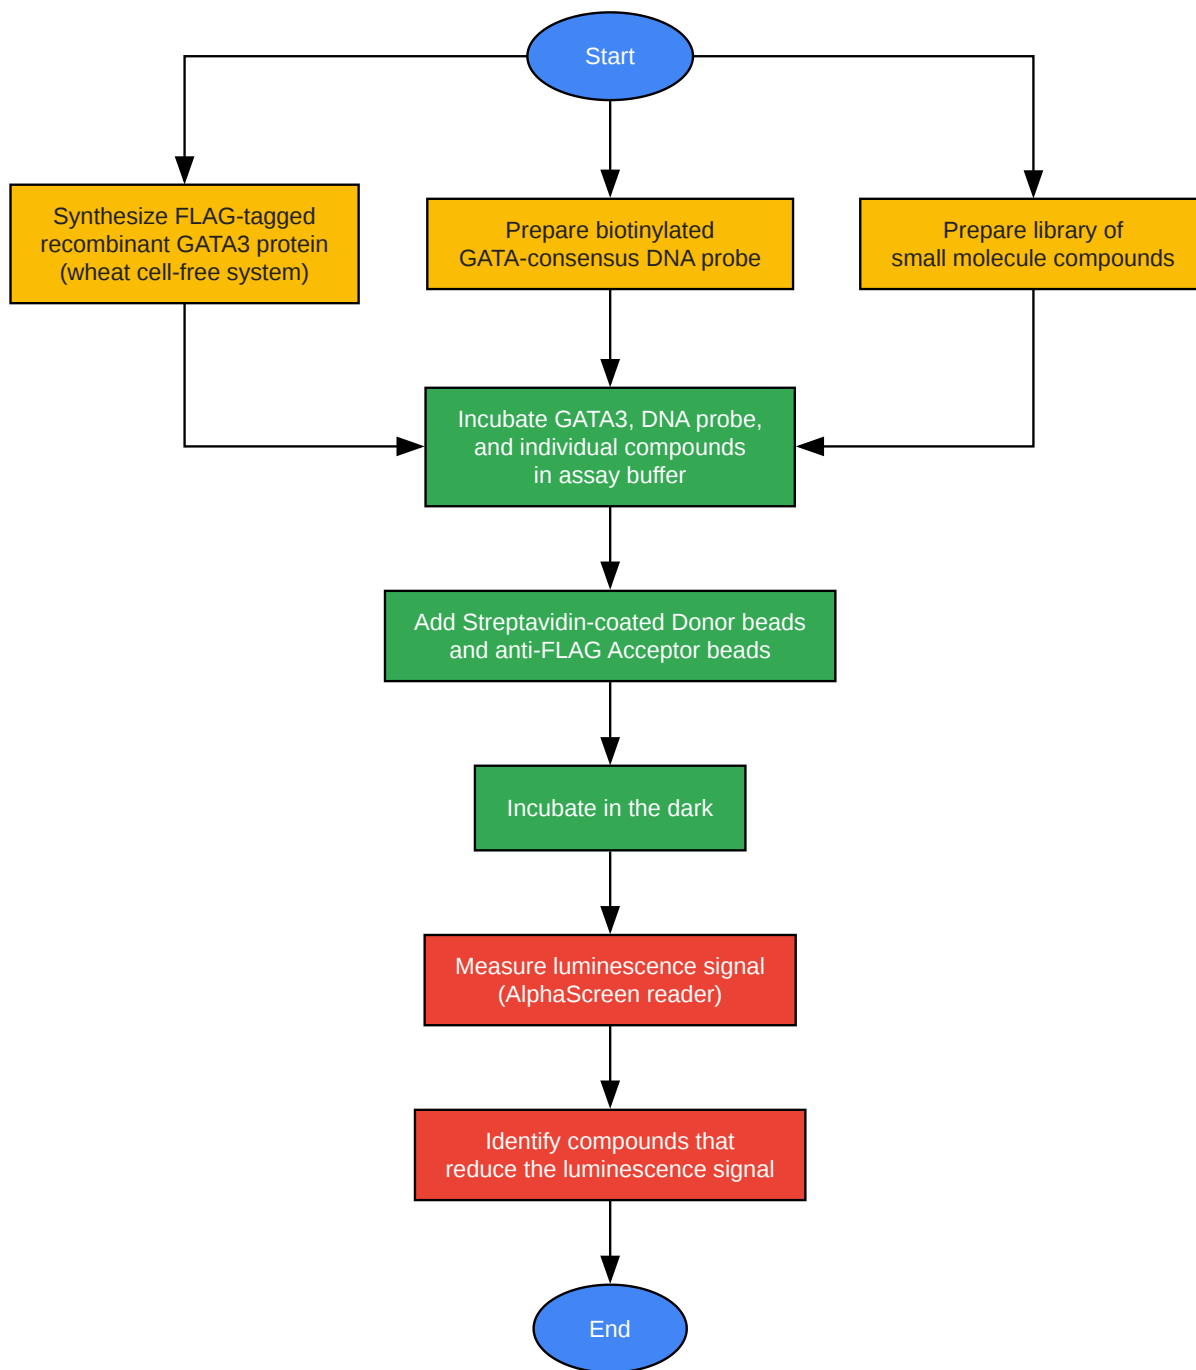 Start
Synthesize FLAG-tagged
recombinant GATA3 protein
(wheat cell-free system)
Prepare biotinylated
GATA-consensus DNA probe
Prepare library of
small molecule compounds
Incubate GATA3, DNA probe,
and individual compounds
in assay buffer
Add Streptavidin-coated Donor beads
and anti-FLAG Acceptor beads
Incubate in the dark
Measure luminescence signal
(AlphaScreen reader)
Identify compounds that
reduce the luminescence signal
End